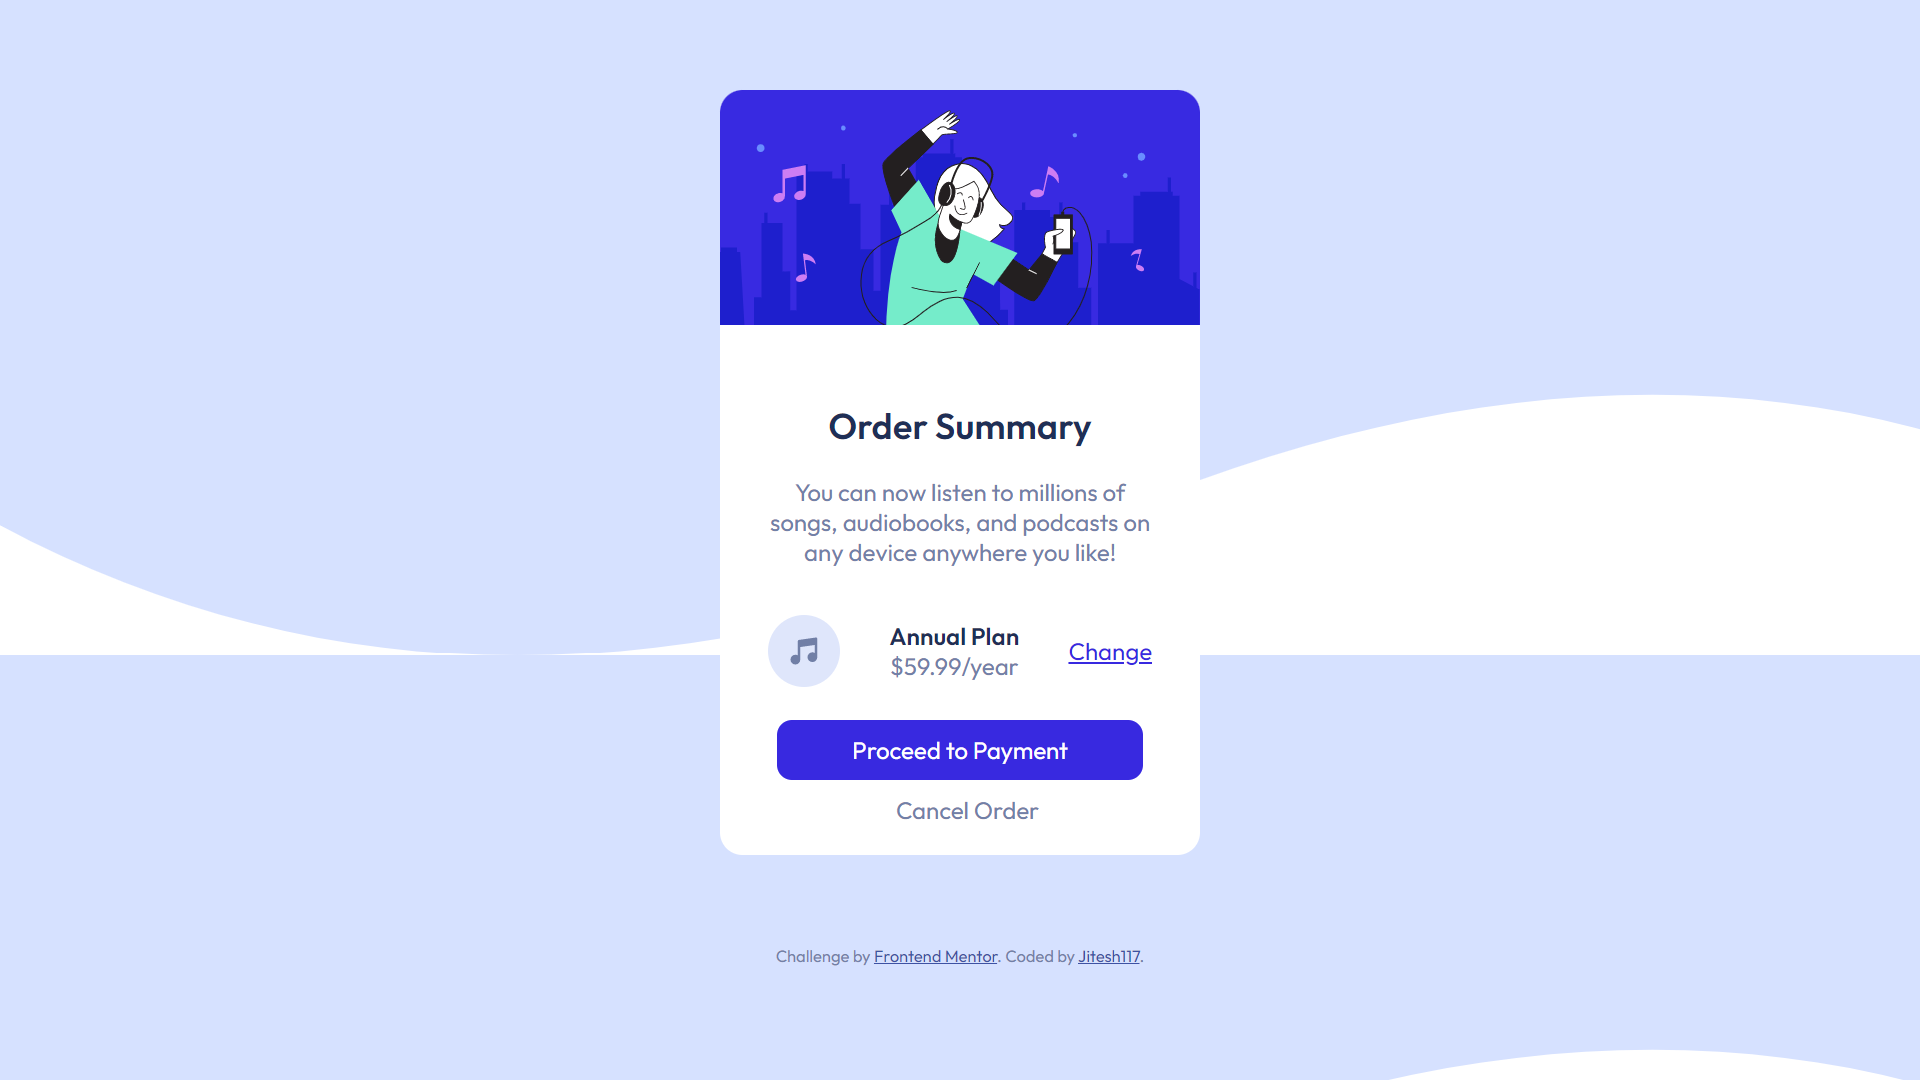 Order Summary
You can now listen to millions of
songs, audiobooks, and podcasts on
any device anywhere you like!
Annual Plan
$59.99/year
Change
Proceed to Payment
Cancel Order
Challenge by Frontend Mentor. Coded by Jitesh117.